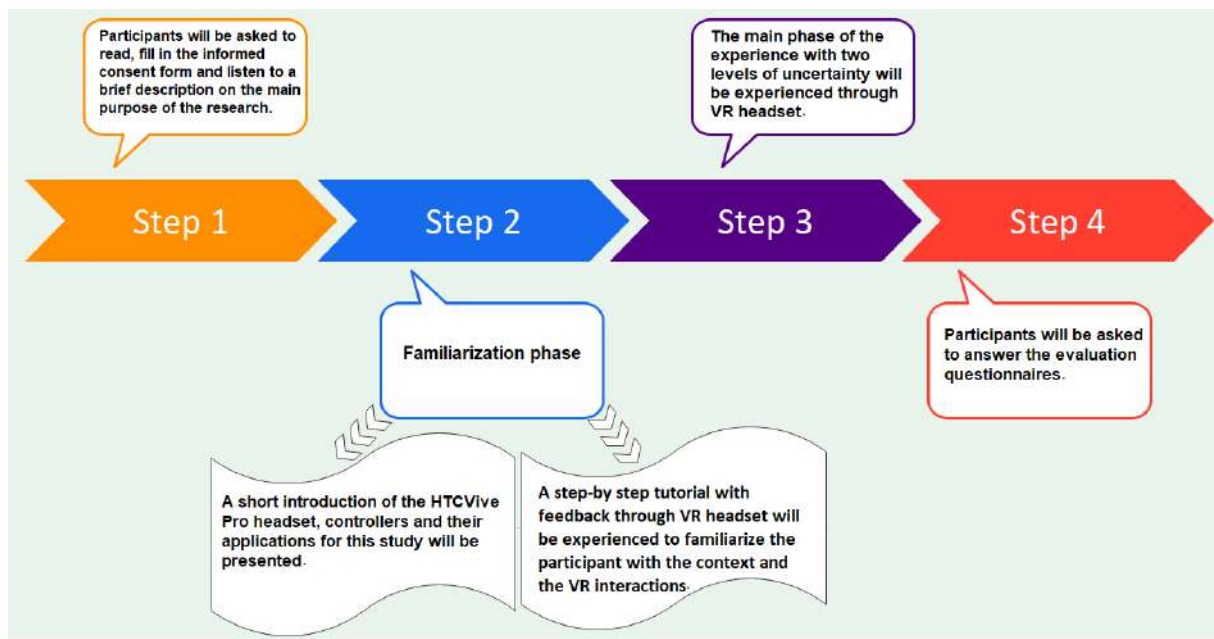 Participants will be asked to
read, fill in the informed
consent form and listen to a
brief description on the main
purpose of the research.
The main phase of the
experience with two
levels of uncertainty will
be experienced through
VR headset.
Step 1
Step 2
Step 3
Step 4
Familiarization phase
Participants will be asked
to answer the evaluation
questionnaires.
A short introduction of the HTCVive
Pro headset, controllers and their
applications for this study will be
presented.
A step-by step tutorial with
feedback through VR headset will
be experienced to familiarize the
participant with the context and
the VR interactions.